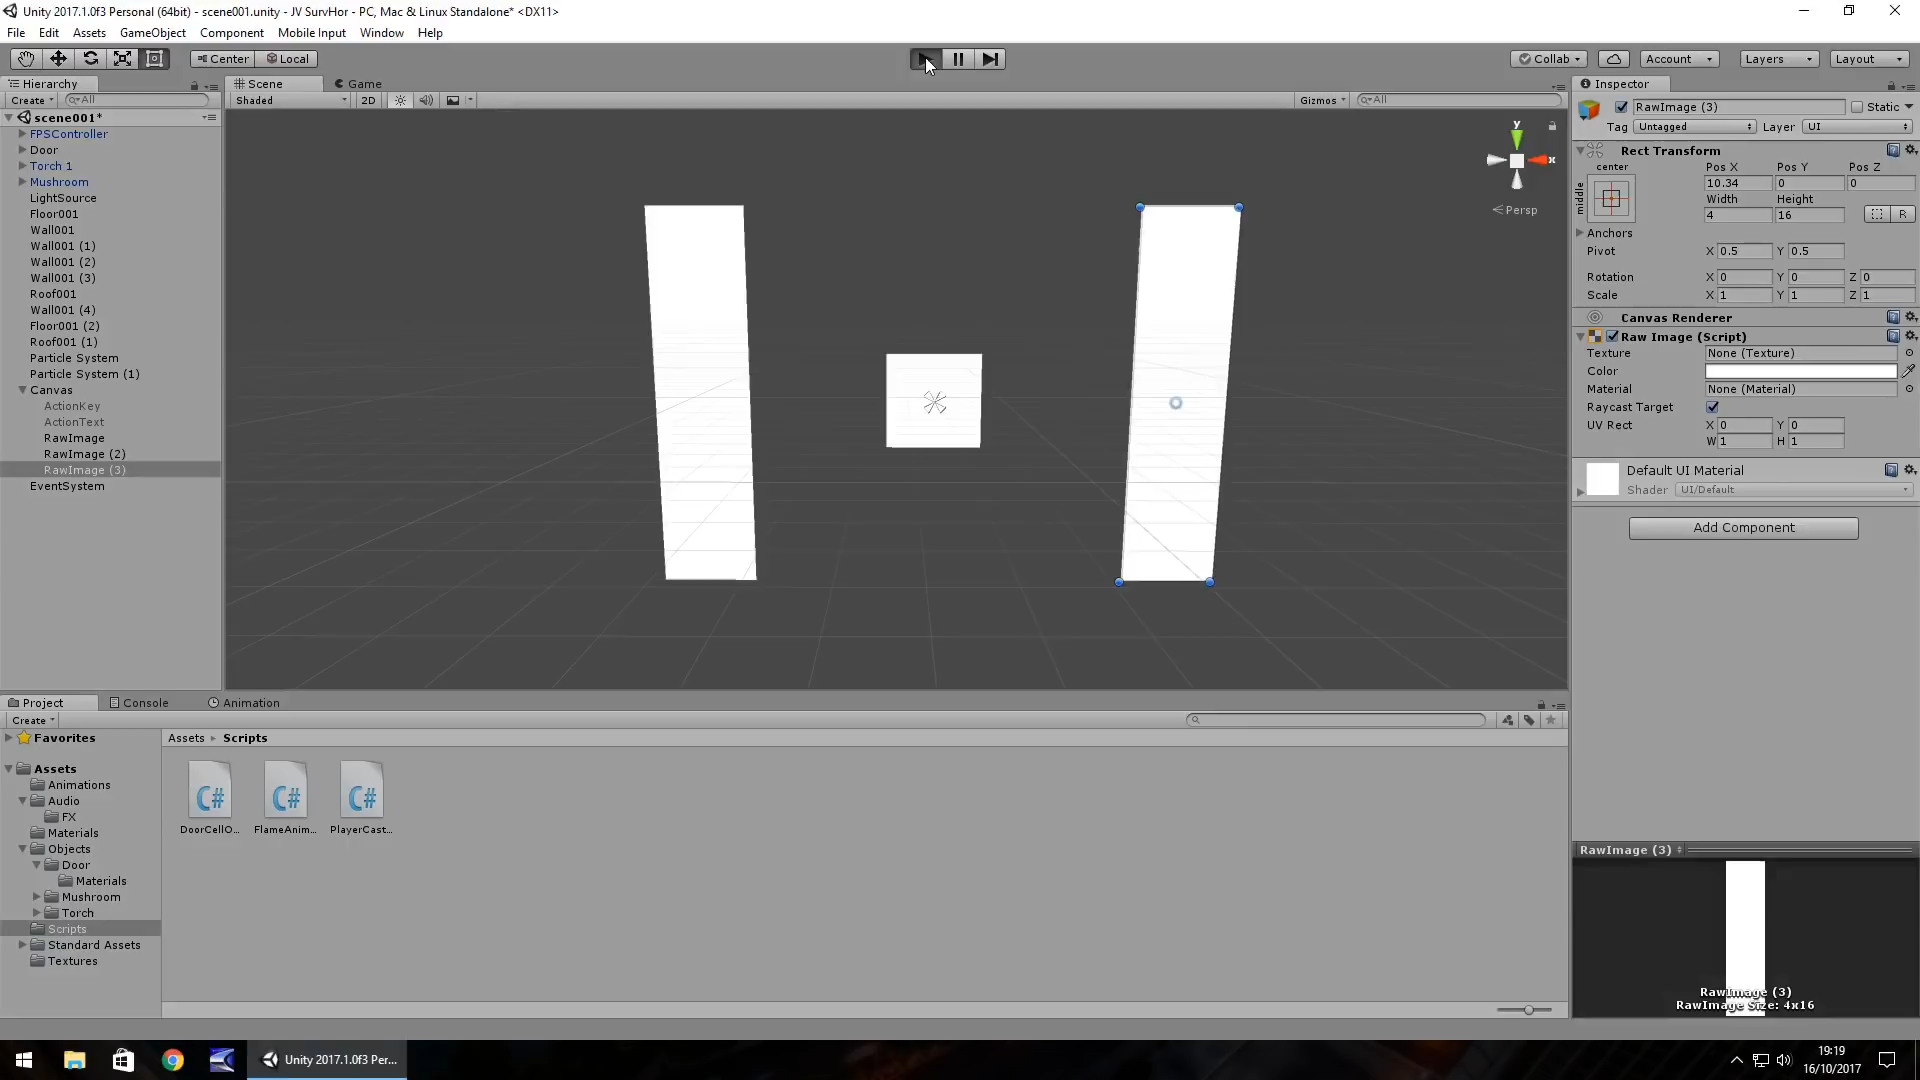 Unity 2017.1.0f3 Personal (64bit) - scene001.unity - JV SurvHor - PC, Mac & Linux Standalone* <DX11>
File Edit Assets GameObject Component Mobile Input Window Help
Center Local Collab Account Layers Layout
Hierarchy
Create All
scene001*
FPSController
Door
Torch 1
Mushroom
LightSource
Floor001
Wall001
Wall001 (1)
Wall001 (2)
Wall001 (3)
Roof001
Wall001 (4)
Floor001 (2)
Roof001 (1)
Particle System
Particle System (1)
Canvas
ActionKey
ActionText
RawImage
RawImage (2)
RawImage (3)
EventSystem
Scene Game
Shaded 2D Gizmos All
y
x
Persp
Inspector
RawImage (3) Static
Tag Untagged Layer UI
Rect Transform
center Pos X Pos Y Pos Z
middle 10.34 0 0
Width Height
4 16 R
Anchors
Pivot X 0.5 Y 0.5
Rotation X 0 Y 0 Z 0
Scale X 1 Y 1 Z 1
Canvas Renderer
Raw Image (Script)
Texture None (Texture)
Color
Material None (Material)
Raycast Target
UV Rect X 0 Y 0
W 1 H 1
Default UI Material
Shader UI/Default
Add Component
RawImage (3)
RawImage (3)
RawImage Size: 4x16
Project Console Animation
Create
Favorites
Assets
Animations
Audio
FX
Materials
Objects
Door
Materials
Mushroom
Torch
Scripts
Standard Assets
Textures
Assets Scripts
C# C# C#
DoorCellO... FlameAnim... PlayerCast...
Unity 2017.1.0f3 Per...
19:19
16/10/2017